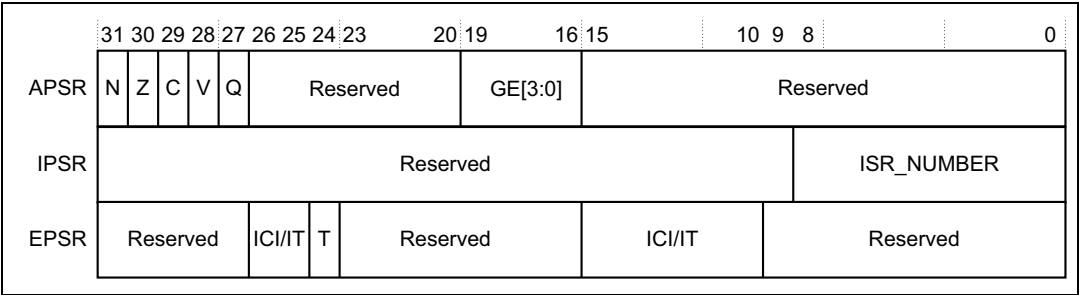 31 30 29 28 27 26 25 24 23 20 19 16 15 10 9 8 0
APSR N Z C V Q Reserved GE[3:0] Reserved
IPSR Reserved ISR_NUMBER
EPSR Reserved ICI/IT T Reserved ICI/IT Reserved